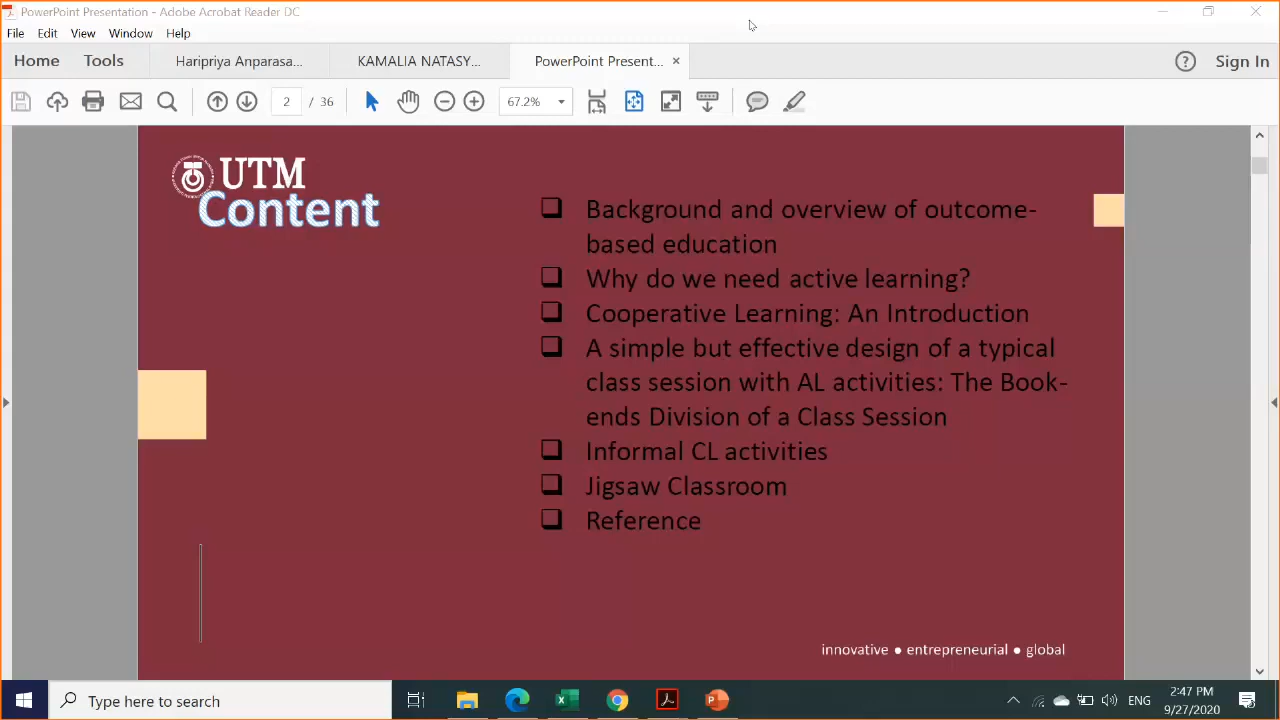 PowerPoint Presentation - Adobe Acrobat Reader DC
File Edit View Window Help
Home Tools Haripriya Anparasa... KAMALIA NATASY... PowerPoint Present... × Sign In
2 / 36 67.2%
UTM
Content
❑ Background and overview of outcome-
based education
❑ Why do we need active learning?
❑ Cooperative Learning: An Introduction
❑ A simple but effective design of a typical
class session with AL activities: The Book-
ends Division of a Class Session
❑ Informal CL activities
❑ Jigsaw Classroom
❑ Reference
innovative ● entrepreneurial ● global
Type here to search
ENG
2:47 PM
9/27/2020